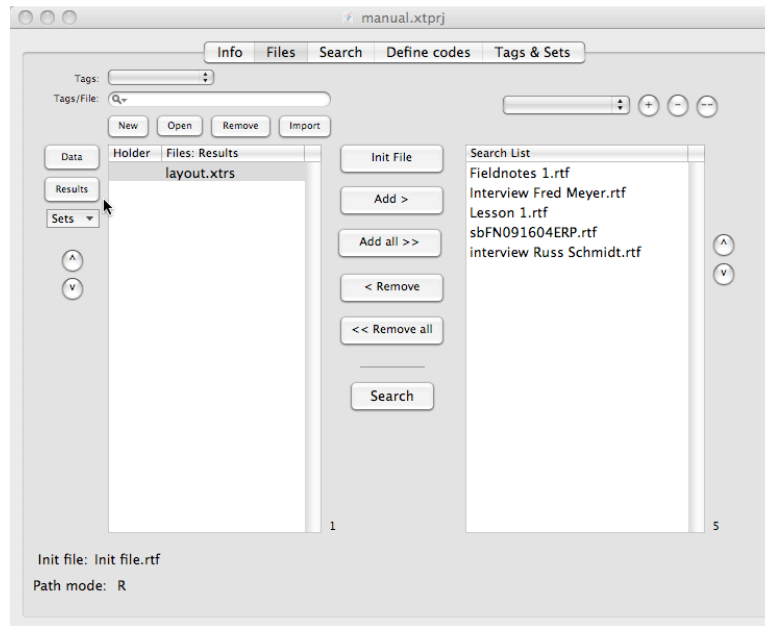 manual.xtprj
Info Files Search Define codes Tags & Sets
Tags:
Tags/File:
New Open Remove Import
+ - --
Data
Results
Sets
^
v
Holder Files: Results
layout.xtrs
1
Init File
Add >
Add all >>
< Remove
<< Remove all
Search
Search List
Fieldnotes 1.rtf
Interview Fred Meyer.rtf
Lesson 1.rtf
sbFN091604ERP.rtf
interview Russ Schmidt.rtf
^
v
5
Init file: Init file.rtf
Path mode: R